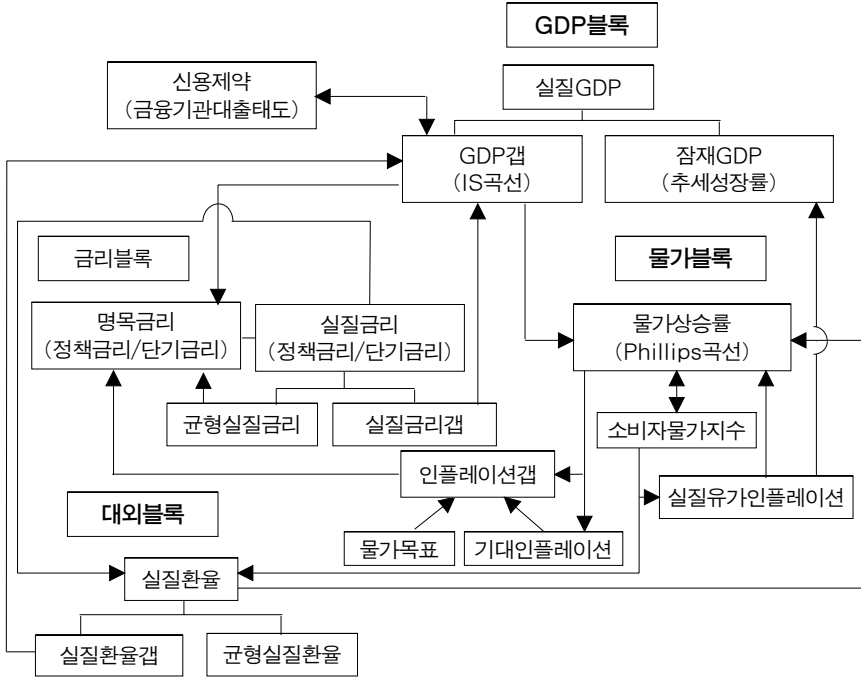 GDP블록
신용제약
(금융기관대출태도)
실질GDP
GDP갭
(IS곡선)
잠재GDP
(추세성장률)
금리블록
물가블록
명목금리
(정책금리/단기금리)
실질금리
(정책금리/단기금리)
물가상승률
(Phillips곡선)
균형실질금리
실질금리갭
소비자물가지수
인플레이션갭
실질유가인플레이션
대외블록
물가목표
기대인플레이션
실질환율
실질환율갭
균형실질환율